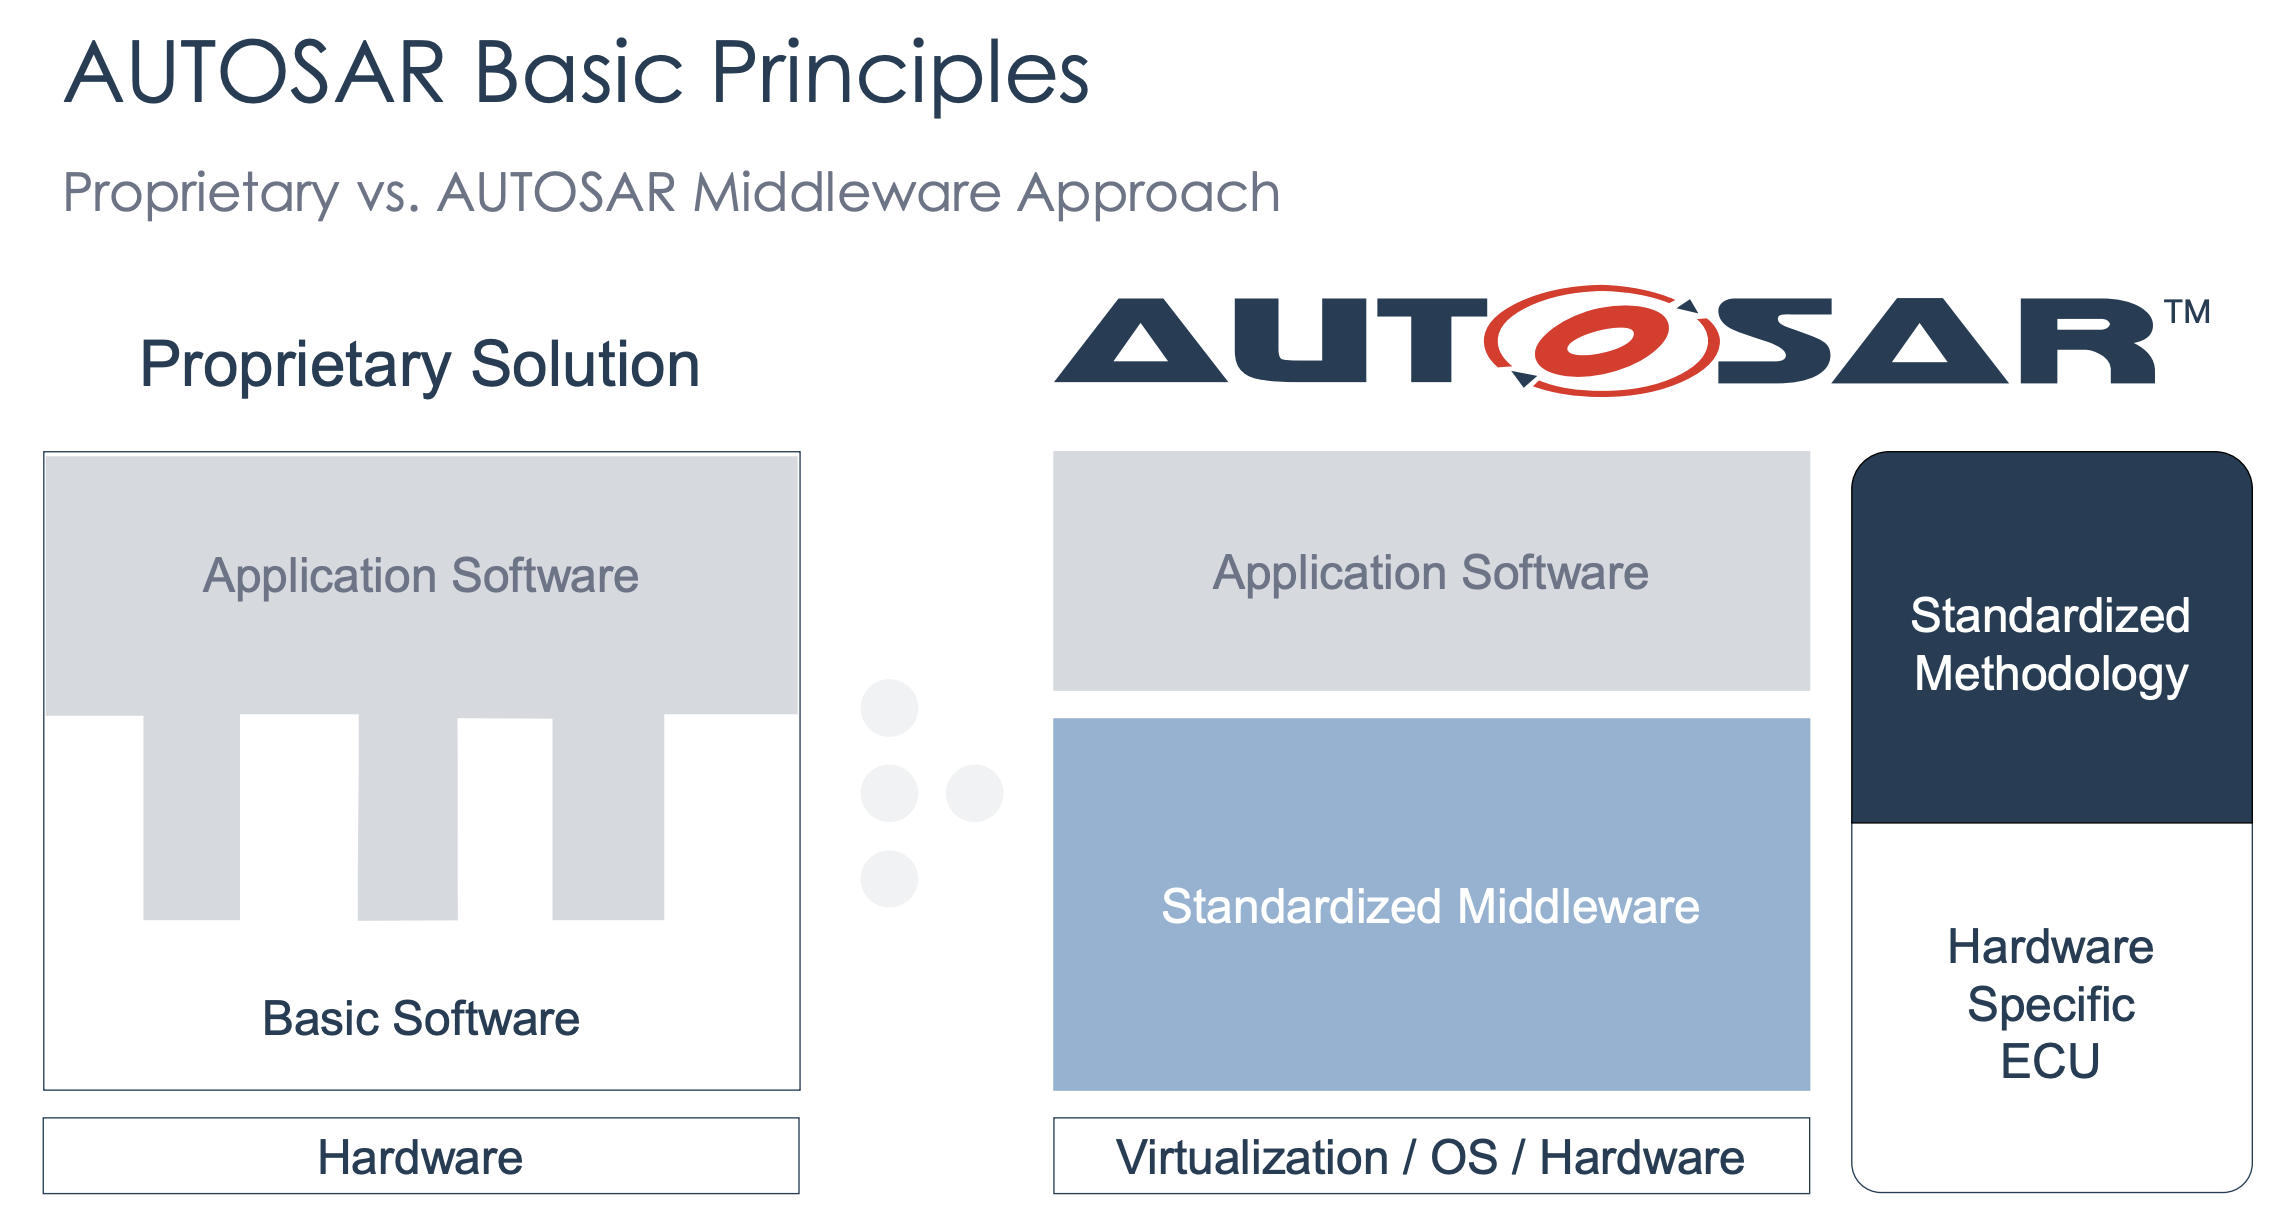 AUTOSAR Basic Principles
Proprietary vs. AUTOSAR Middleware Approach
Proprietary Solution
Application Software
Basic Software
Hardware
AUTOSAR™
Application Software
Standardized Middleware
Virtualization / OS / Hardware
Standardized
Methodology
Hardware
Specific
ECU